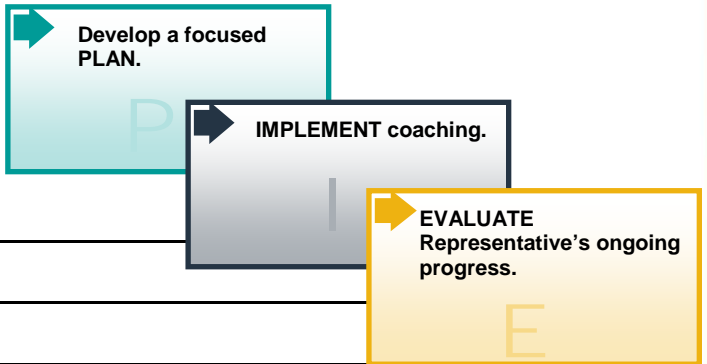 Develop a focused
PLAN.
P
IMPLEMENT coaching.
I
EVALUATE
Representative’s ongoing
progress.
E